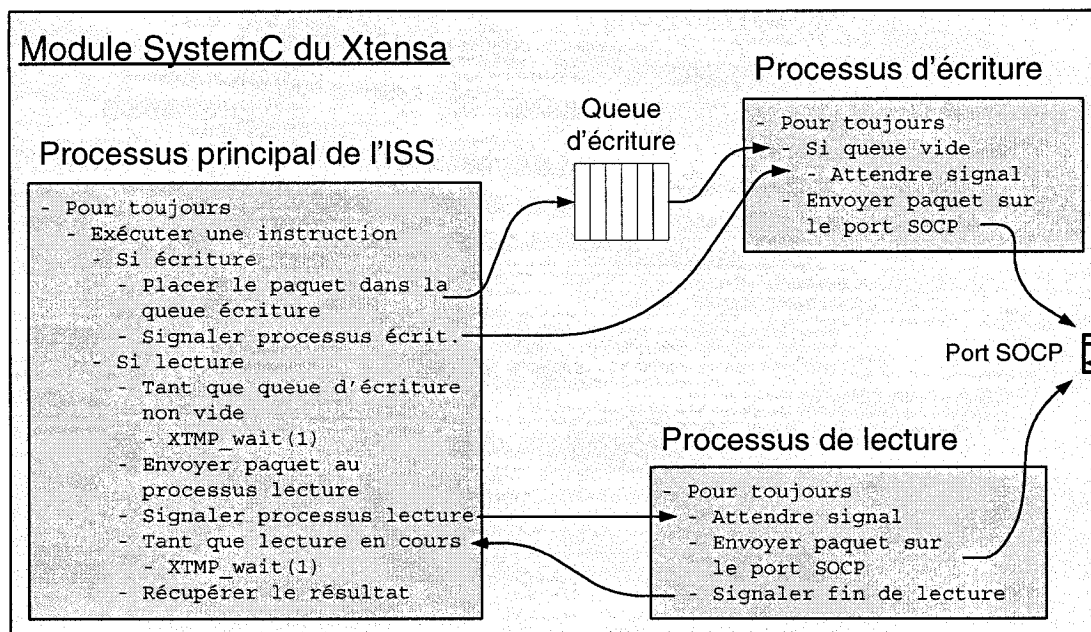 Module SystemC du Xtensa
Processus principal de l'ISS
- Pour toujours
- Exécuter une instruction
- Si écriture
- Placer le paquet dans la
queue écriture
- Signaler processus écrit.
- Si lecture
- Tant que queue d'écriture
non vide
- XTMP_wait(1)
- Envoyer paquet au
processus lecture
- Signaler processus lecture
- Tant que lecture en cours
- XTMP_wait(1)
- Récupérer le résultat
Queue
d'écriture
Processus d'écriture
- Pour toujours
- Si queue vide
- Attendre signal
- Envoyer paquet sur
le port SOCP
Port SOCP
Processus de lecture
- Pour toujours
- Attendre signal
- Envoyer paquet sur
le port SOCP
- Signaler fin de lecture